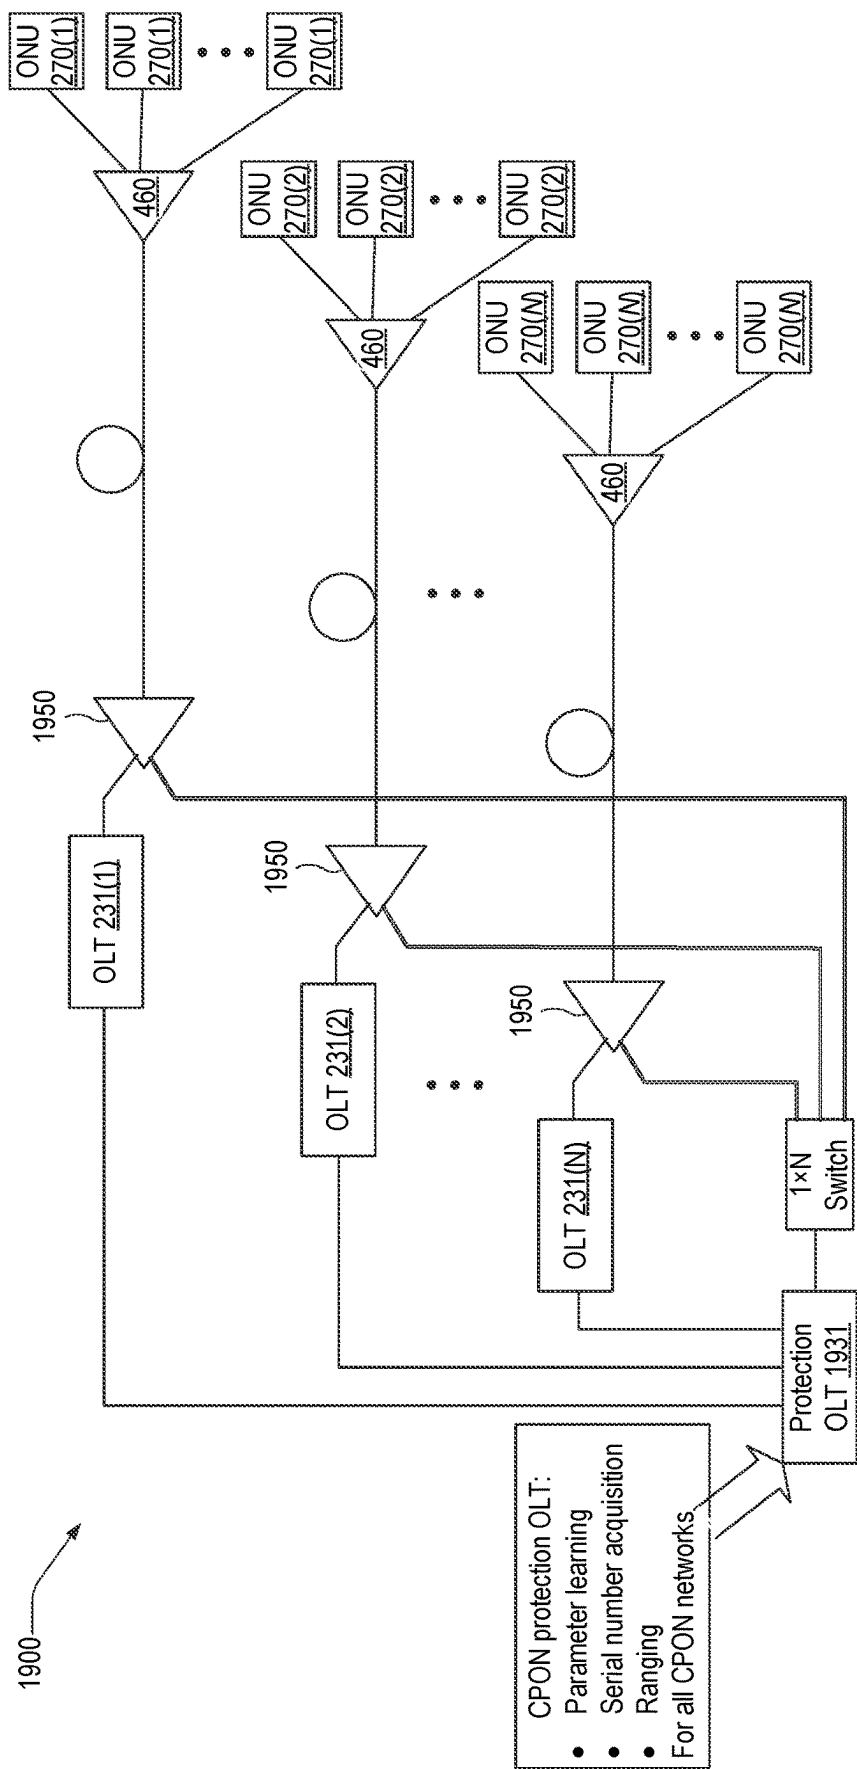 1900
CPON protection OLT:
• Parameter learning
• Serial number acquisition
• Ranging
For all CPON networks
Protection
OLT 1931
1×N
Switch
OLT 231(1)
1950
460
ONU
270(1)
ONU
270(1)
ONU
270(1)
OLT 231(2)
1950
460
ONU
270(2)
ONU
270(2)
ONU
270(2)
OLT 231(N)
1950
460
ONU
270(N)
ONU
270(N)
ONU
270(N)